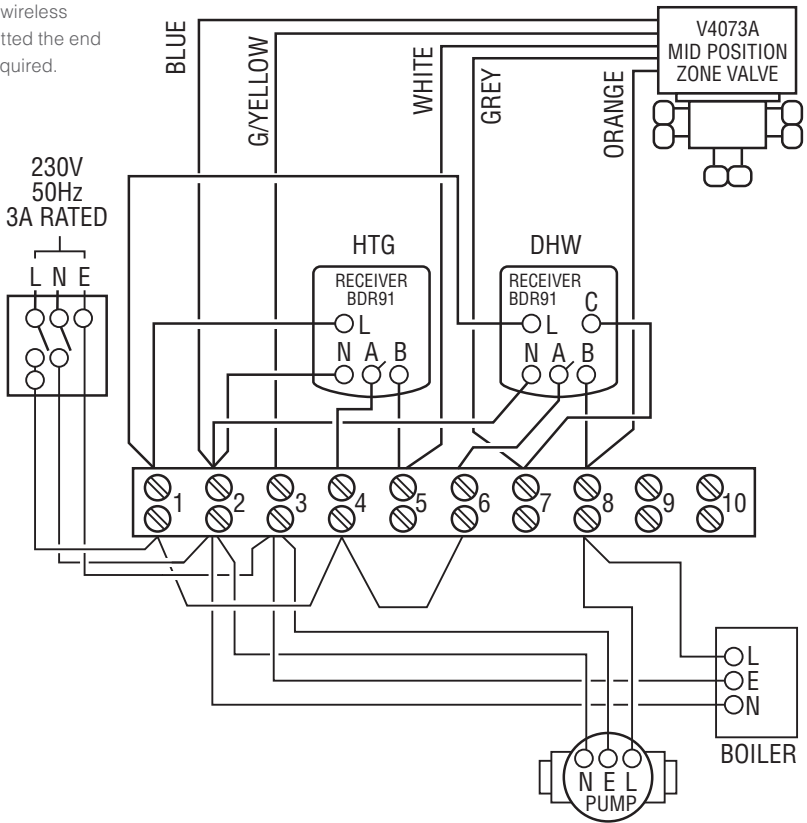 wireless
tted the end
quired.
BLUE
G/YELLOW
WHITE
GREY
ORANGE
V4073A
MID POSITION
ZONE VALVE
230V
50Hz
3A RATED
L N E
HTG
RECEIVER
BDR91
L
N A B
DHW
RECEIVER
BDR91
C
L
N A B
1 2 3 4 5 6 7 8 9 10
L
E
N
BOILER
N E L
PUMP